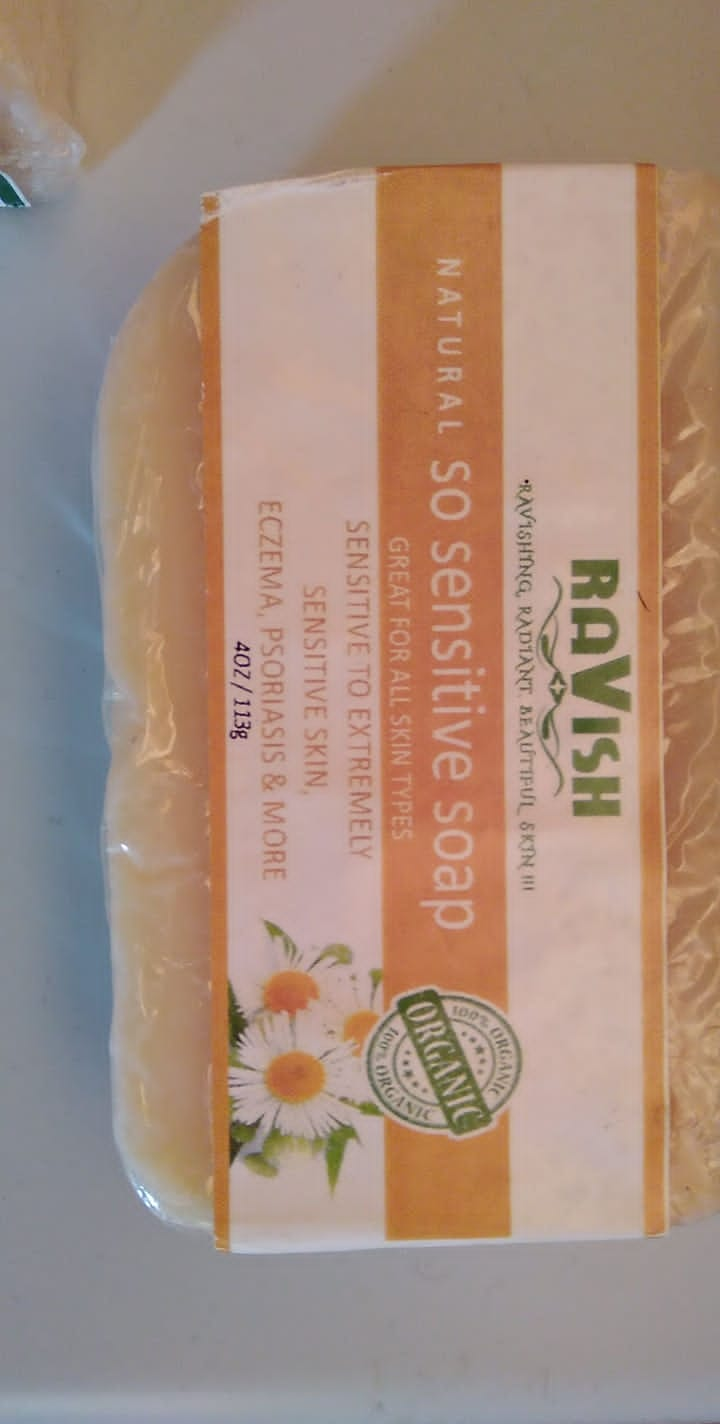 RAVISH
•RAVISHING, RADIANT BEAUTIFUL SKIN!!!
NATURAL SO sensitive soap
GREAT FOR ALL SKIN TYPES
SENSITIVE TO EXTREMELY
SENSITIVE SKIN,
ECZEMA, PSORIASIS & MORE
4OZ / 113g
100% ORGANIC
ORGANIC
100% ORGANIC